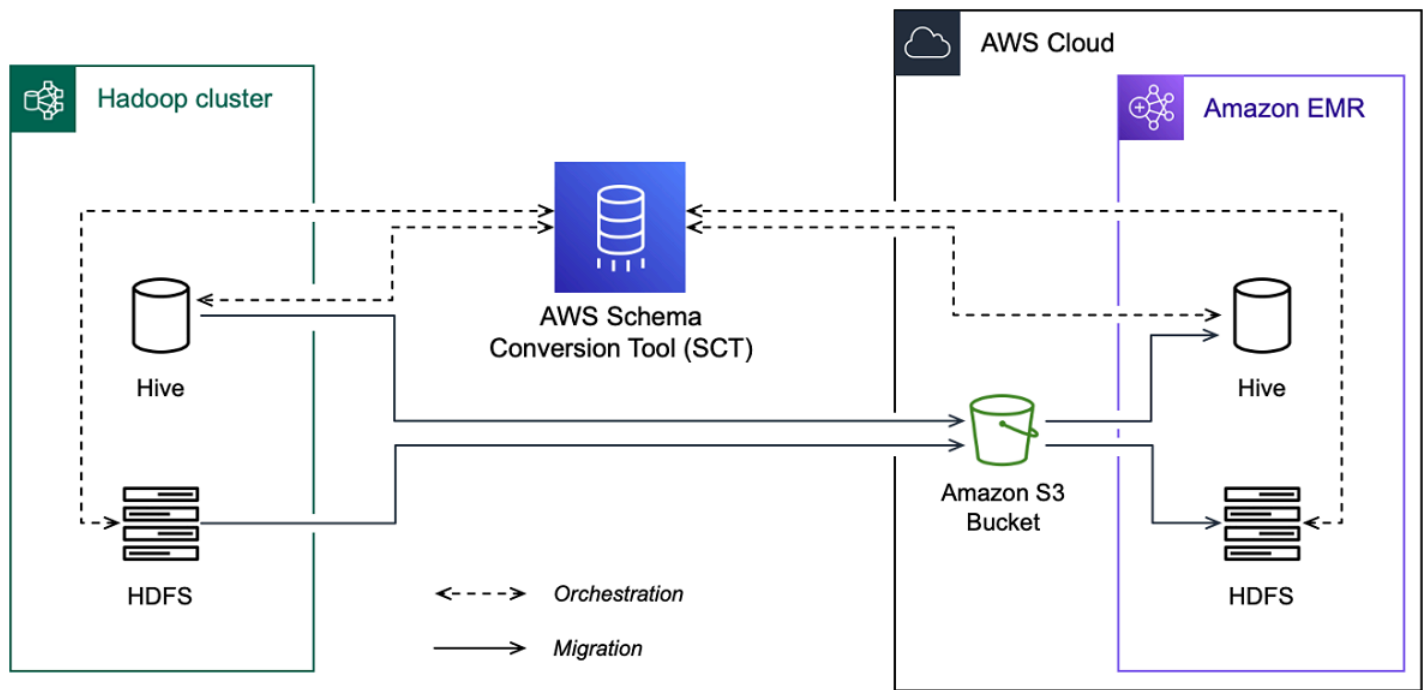 AWS Cloud
Hadoop cluster
Amazon EMR
AWS Schema
Conversion Tool (SCT)
Hive
Hive
Amazon S3
Bucket
HDFS
HDFS
Orchestration
Migration